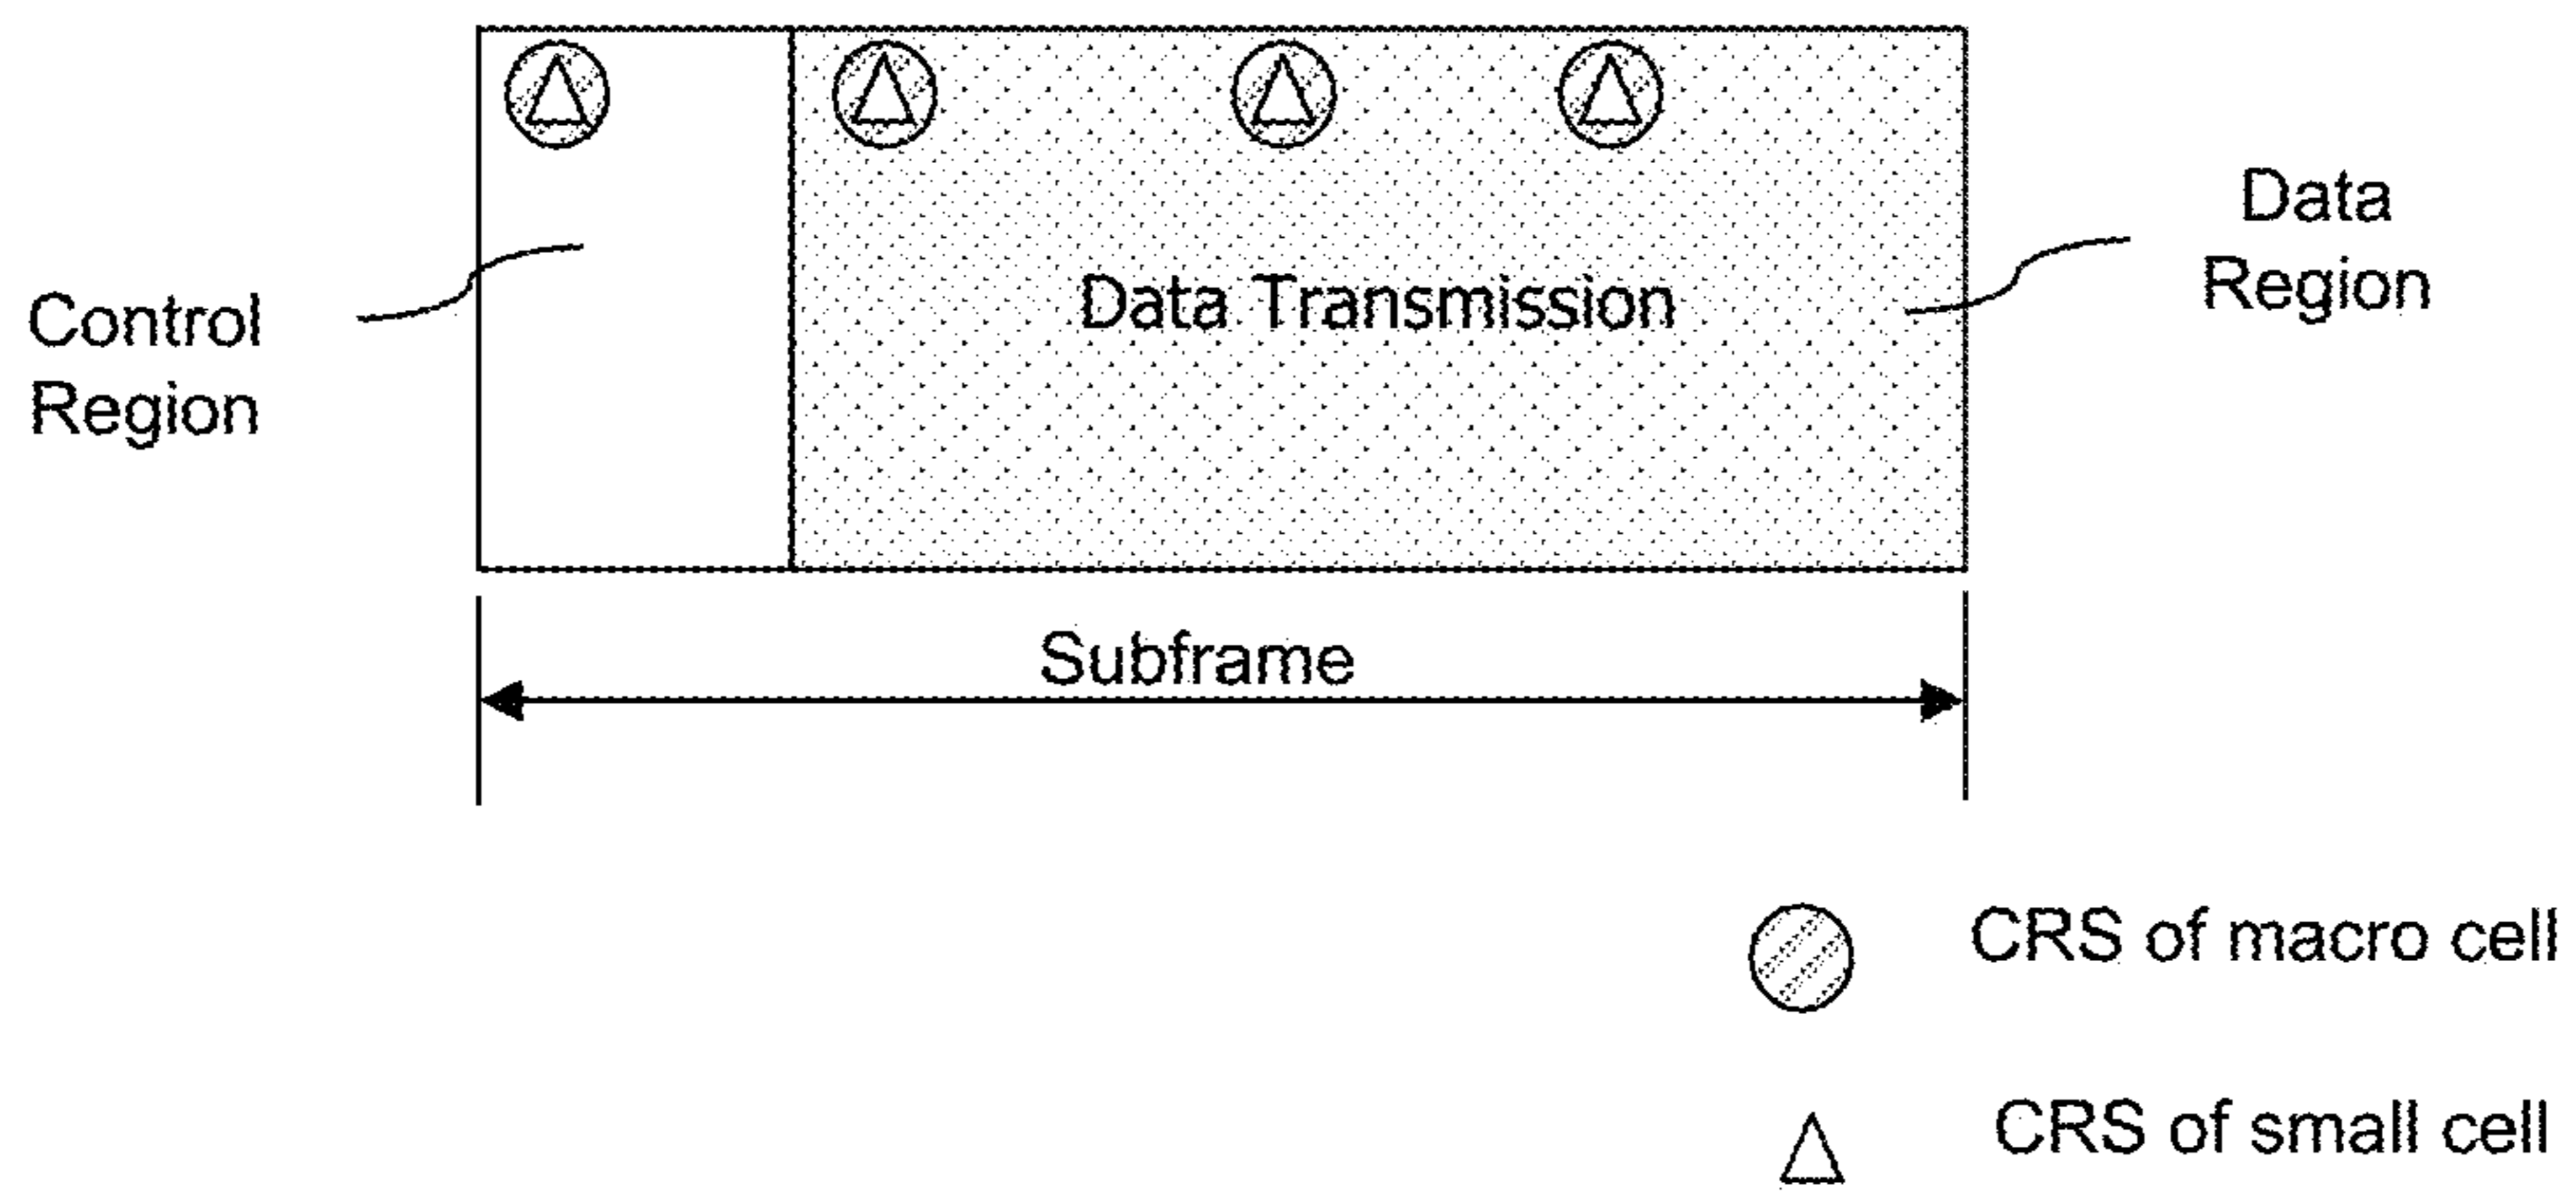 Control
Region
Data Transmission
Data
Region
Subframe
CRS of macro cell
CRS of small cell